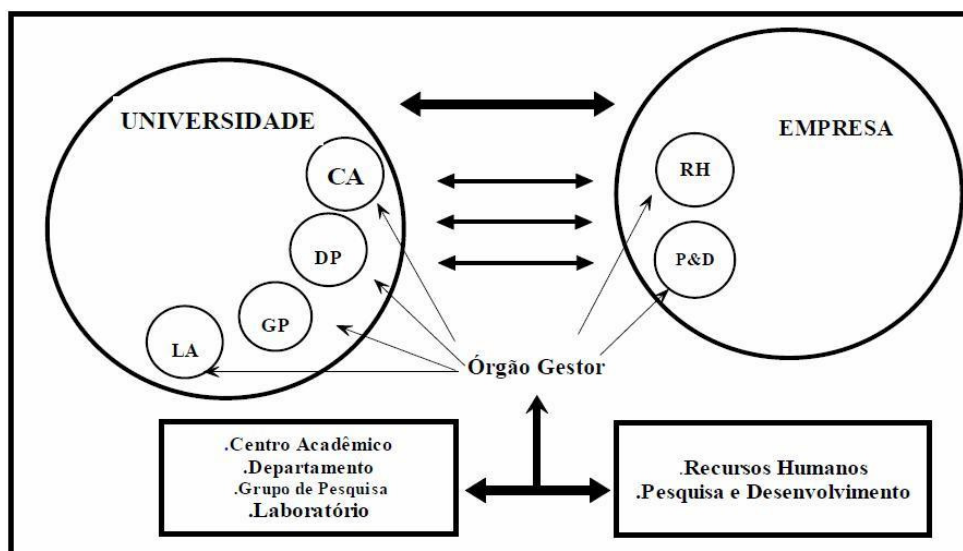 UNIVERSIDADE
EMPRESA
CA
RH
DP
P&D
GP
LA
Órgão Gestor
.Centro Acadêmico
.Departamento
.Grupo de Pesquisa
.Laboratório
.Recursos Humanos
.Pesquisa e Desenvolvimento